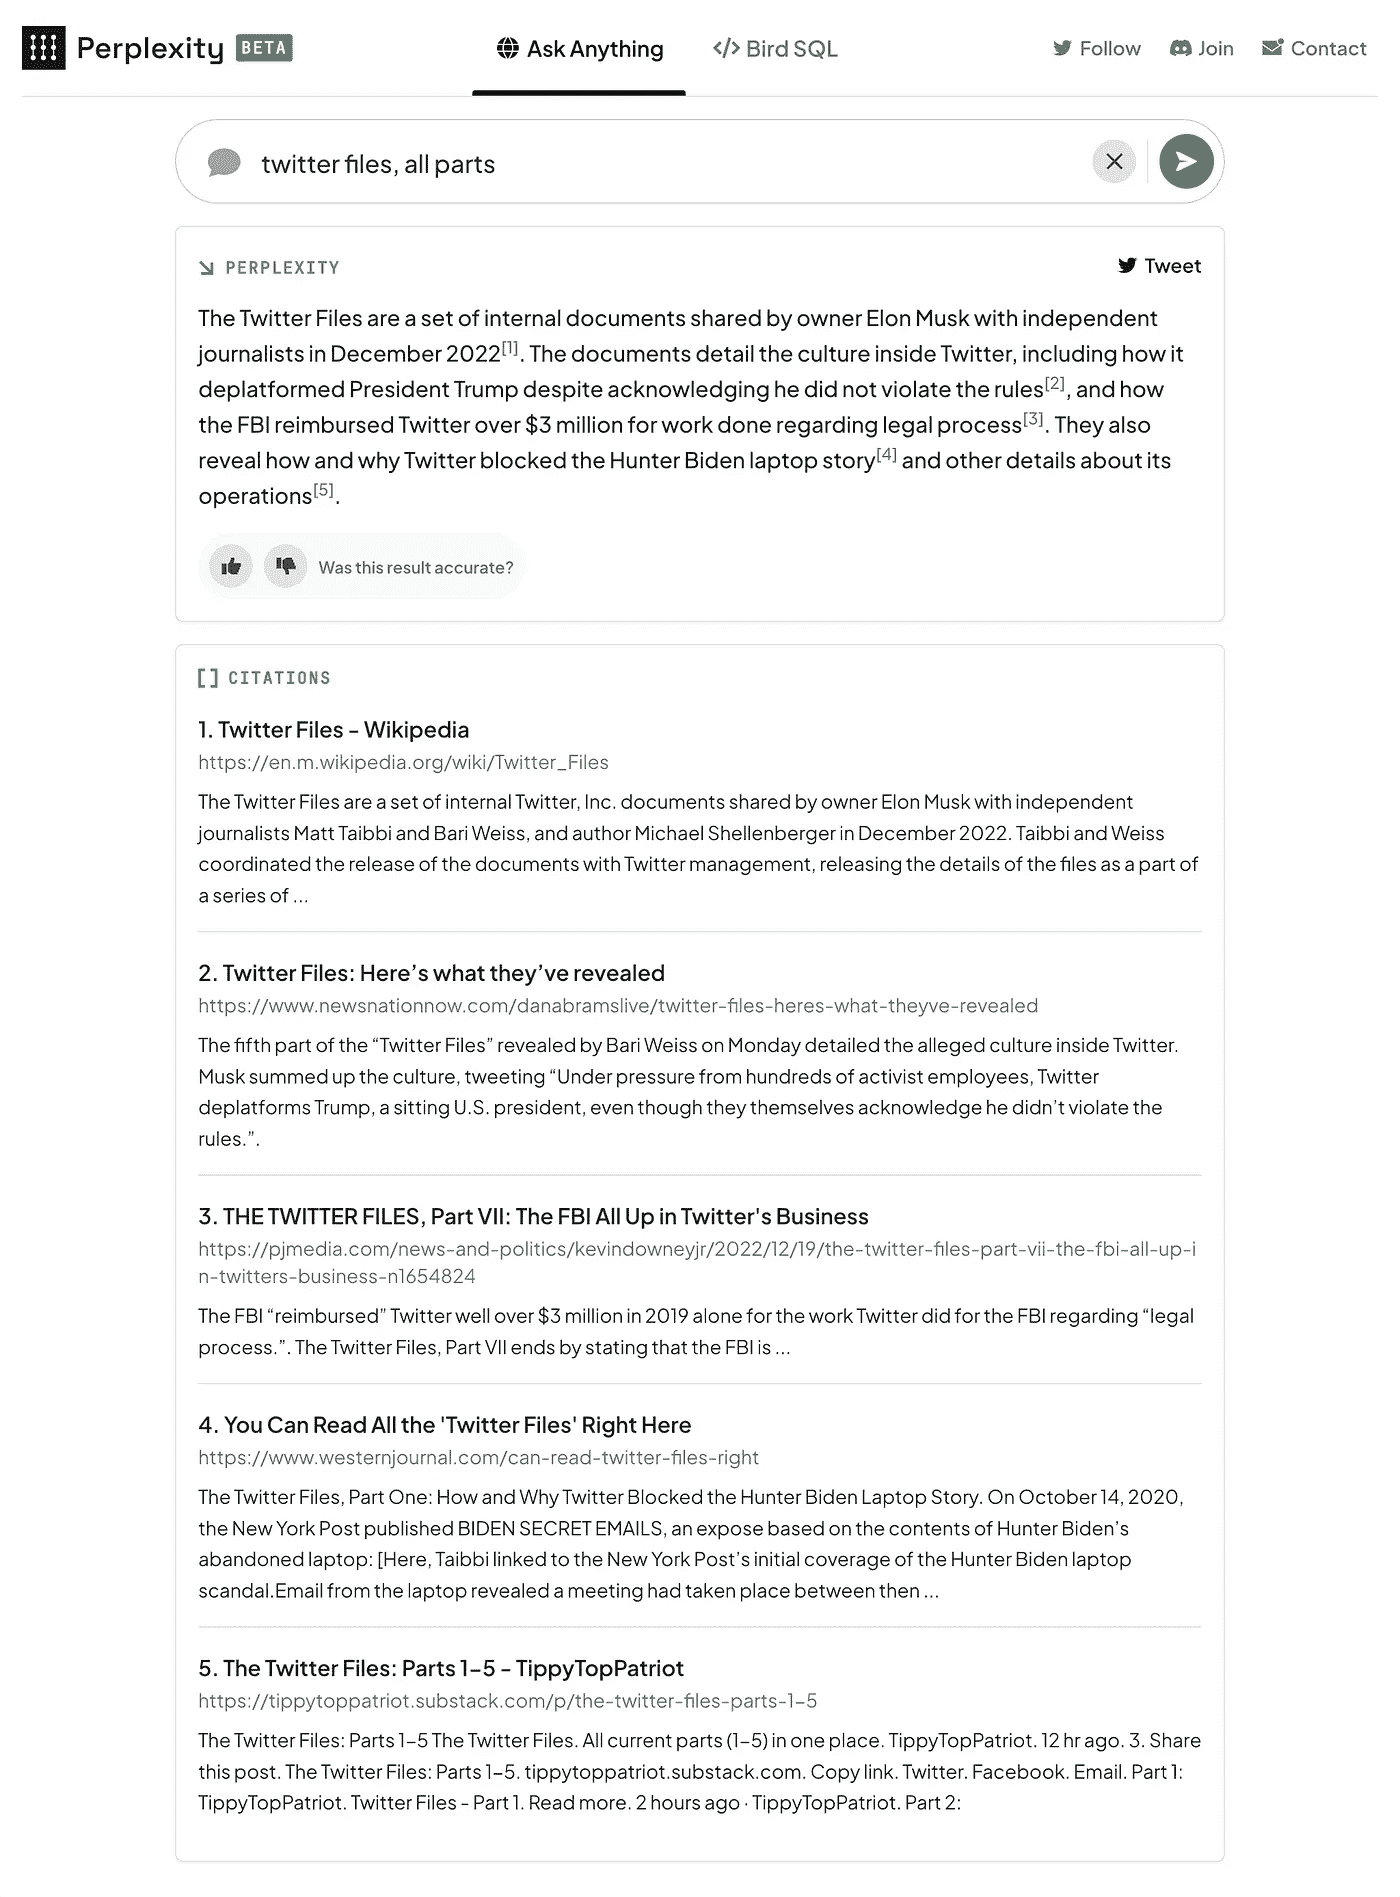 Perplexity BETA
Ask Anything
</> Bird SQL
Follow
Join
Contact
twitter files, all parts
PERPLEXITY
Tweet
The Twitter Files are a set of internal documents shared by owner Elon Musk with independent
journalists in December 2022[1]. The documents detail the culture inside Twitter, including how it
deplatformed President Trump despite acknowledging he did not violate the rules[2], and how
the FBI reimbursed Twitter over $3 million for work done regarding legal process[3]. They also
reveal how and why Twitter blocked the Hunter Biden laptop story[4] and other details about its
operations[5].
Was this result accurate?
[] CITATIONS
1. Twitter Files - Wikipedia
https://en.m.wikipedia.org/wiki/Twitter_Files
The Twitter Files are a set of internal Twitter, Inc. documents shared by owner Elon Musk with independent
journalists Matt Taibbi and Bari Weiss, and author Michael Shellenberger in December 2022. Taibbi and Weiss
coordinated the release of the documents with Twitter management, releasing the details of the files as a part of
a series of ...
2. Twitter Files: Here's what they've revealed
https://www.newsnationnow.com/danabramslive/twitter-files-heres-what-theyve-revealed
The fifth part of the “Twitter Files” revealed by Bari Weiss on Monday detailed the alleged culture inside Twitter.
Musk summed up the culture, tweeting “Under pressure from hundreds of activist employees, Twitter
deplatforms Trump, a sitting U.S. president, even though they themselves acknowledge he didn't violate the
rules.”.
3. THE TWITTER FILES, Part VII: The FBI All Up in Twitter's Business
https://pjmedia.com/news-and-politics/kevindowneyjr/2022/12/19/the-twitter-files-part-vii-the-fbi-all-up-i
n-twitters-business-n1654824
The FBI “reimbursed” Twitter well over $3 million in 2019 alone for the work Twitter did for the FBI regarding “legal
process.”. The Twitter Files, Part VII ends by stating that the FBI is ...
4. You Can Read All the 'Twitter Files' Right Here
https://www.westernjournal.com/can-read-twitter-files-right
The Twitter Files, Part One: How and Why Twitter Blocked the Hunter Biden Laptop Story. On October 14, 2020,
the New York Post published BIDEN SECRET EMAILS, an expose based on the contents of Hunter Biden's
abandoned laptop: [Here, Taibbi linked to the New York Post's initial coverage of the Hunter Biden laptop
scandal.Email from the laptop revealed a meeting had taken place between then ...
5. The Twitter Files: Parts 1-5 - TippyTopPatriot
https://tippytoppatriot.substack.com/p/the-twitter-files-parts-1-5
The Twitter Files: Parts 1-5 The Twitter Files. All current parts (1-5) in one place. TippyTopPatriot. 12 hr ago. 3. Share
this post. The Twitter Files: Parts 1-5. tippytoppatriot.substack.com. Copy link. Twitter. Facebook. Email. Part 1:
TippyTopPatriot. Twitter Files - Part 1. Read more. 2 hours ago · TippyTopPatriot. Part 2: